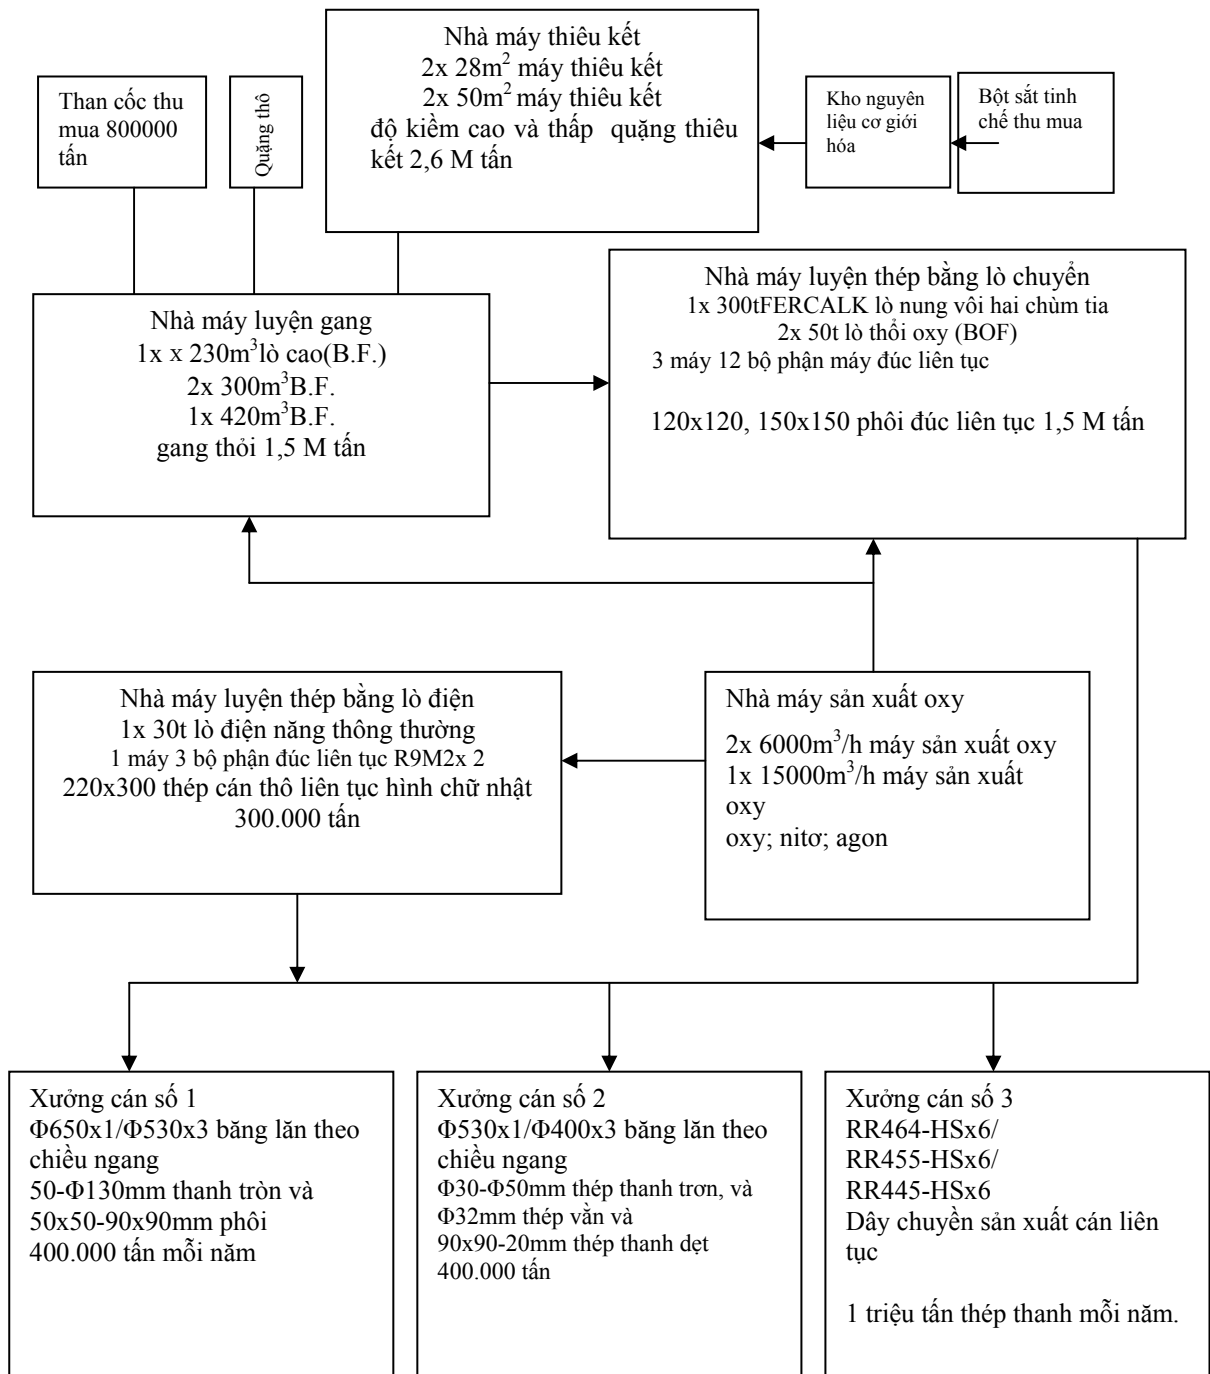 Nhà máy thiêu kết
2x 28m² máy thiêu kết
2x 50m² máy thiêu kết
độ kiềm cao và thấp quặng thiêu
kết 2,6 M tấn
Than cốc thu
mua 800000
tấn
Quặng thô
Kho nguyên
liệu cơ giới
hóa
Bột sắt tinh
chế thu mua
Nhà máy luyện gang
1x x 230m³lò cao(B.F.)
2x 300m³B.F.
1x 420m³B.F.
gang thỏi 1,5 M tấn
Nhà máy luyện thép bằng lò chuyển
1x 300tFERCALK lò nung vôi hai chùm tia
2x 50t lò thổi oxy (BOF)
3 máy 12 bộ phận máy đúc liên tục
120x120, 150x150 phôi đúc liên tục 1,5 M tấn
Nhà máy luyện thép bằng lò điện
1x 30t lò điện năng thông thường
1 máy 3 bộ phận đúc liên tục R9M2x 2
220x300 thép cán thô liên tục hình chữ nhật
300.000 tấn
Nhà máy sản xuất oxy
2x 6000m³/h máy sản xuất oxy
1x 15000m³/h máy sản xuất
oxy
oxy; nitơ; agon
Xưởng cán số 1
Φ650x1/Φ530x3 băng lăn theo
chiều ngang
50-Φ130mm thanh tròn và
50x50-90x90mm phôi
400.000 tấn mỗi năm
Xưởng cán số 2
Φ530x1/Φ400x3 băng lăn theo
chiều ngang
Φ30-Φ50mm thép thanh trơn, và
Φ32mm thép vằn và
90x90-20mm thép thanh dẹt
400.000 tấn
Xưởng cán số 3
RR464-HSx6/
RR455-HSx6/
RR445-HSx6
Dây chuyền sản xuất cán liên
tục
1 triệu tấn thép thanh mỗi năm.